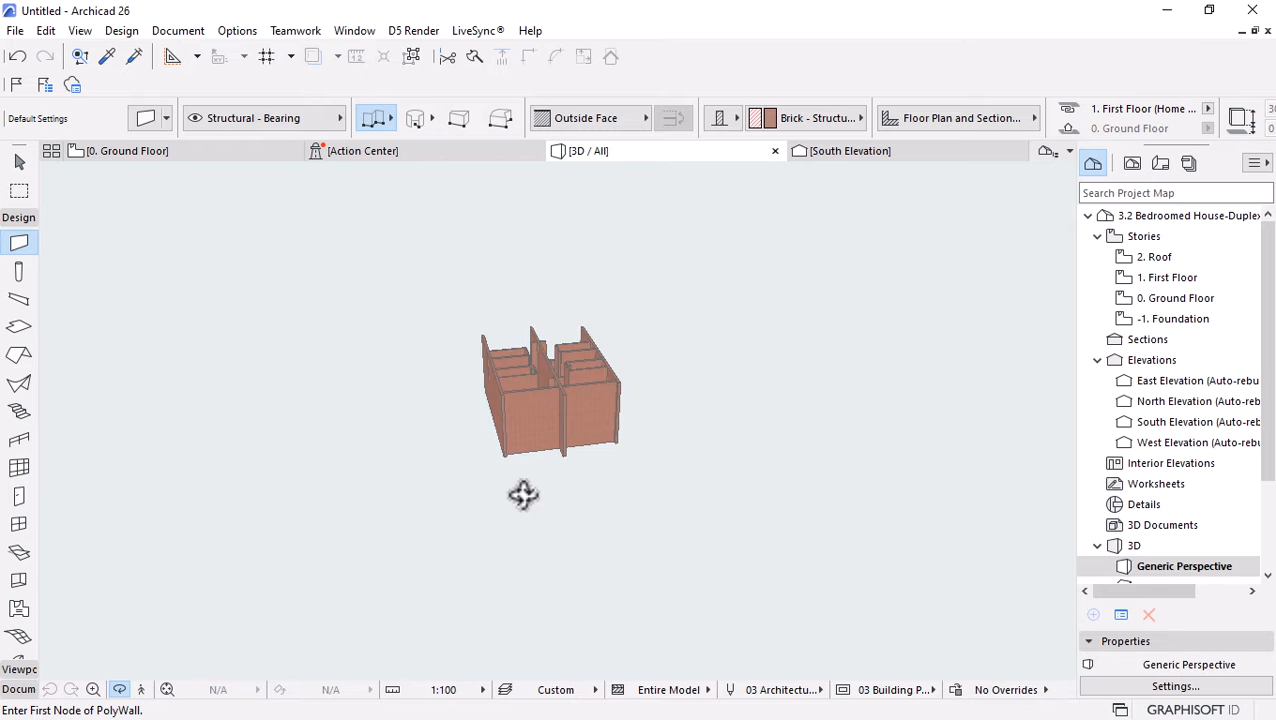 Untitled - Archicad 26
File Edit View Design Document Options Teamwork Window D5 Render LiveSync® Help
Default Settings
Structural - Bearing
Outside Face
Brick - Structu...
Floor Plan and Section...
1. First Floor (Home ...
0. Ground Floor
[0. Ground Floor]
[Action Center]
[3D / All]
[South Elevation]
Design
Search Project Map
3.2 Bedroomed House-Duplex
Stories
2. Roof
1. First Floor
0. Ground Floor
-1. Foundation
Sections
Elevations
East Elevation (Auto-rebu
North Elevation (Auto-reb
South Elevation (Auto-reb
West Elevation (Auto-rebu
Interior Elevations
Worksheets
Details
3D Documents
3D
Generic Perspective
Properties
Generic Perspective
Settings...
Viewpc
Docum
N/A
N/A
1:100
Custom
Entire Model
03 Architectu...
03 Building P...
No Overrides
Enter First Node of PolyWall.
GRAPHISOFT ID